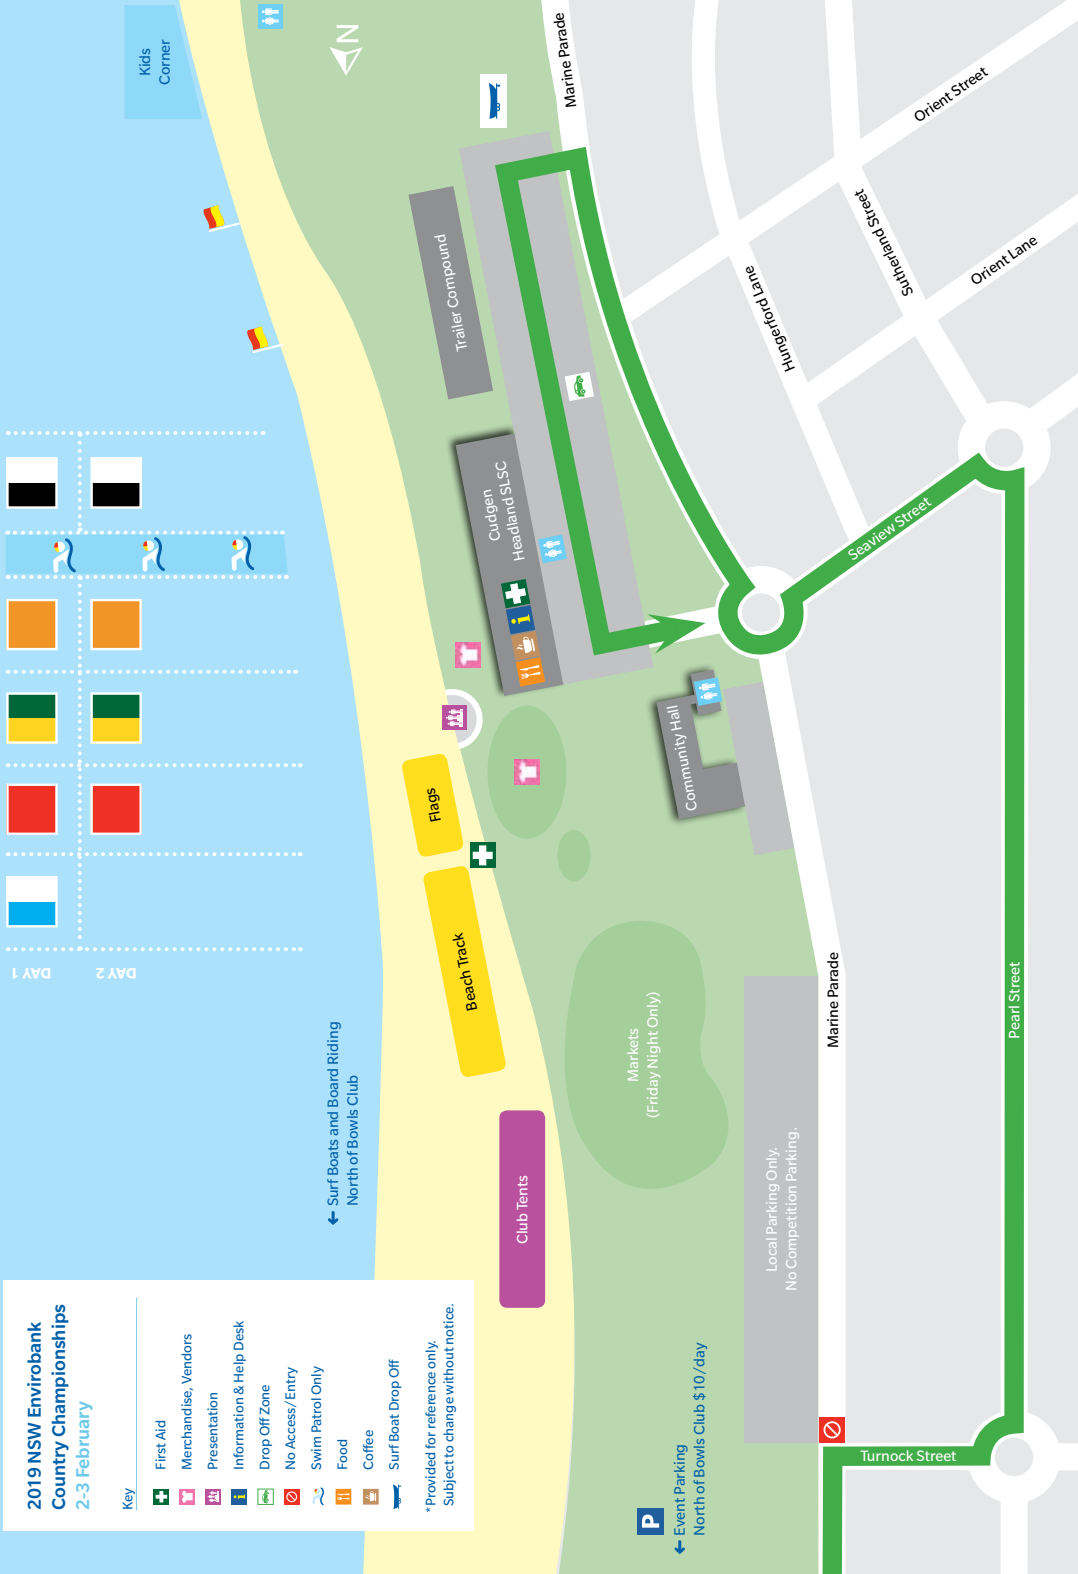 2019 NSW Envirobank
Country Championships
2-3 February
Key
First Aid
Merchandise, Vendors
Presentation
Information & Help Desk
Drop Off Zone
No Access/Entry
Swim Patrol Only
Food
Coffee
Surf Boat Drop Off
*Provided for reference only.
Subject to change without notice.
Surf Boats and Board Riding
North of Bowls Club
DAY 1
DAY 2
Kids
Corner
N
Club Tents
Beach Track
Flags
Markets
(Friday Night Only)
Cudgen
Headland SLSC
i
Trailer Compound
Community Hall
P
Event Parking
North of Bowls Club $10/day
Local Parking Only.
No Competition Parking.
Turnock Street
Marine Parade
Pearl Street
Seaview Street
Hungerford Lane
Sutherland Street
Orient Lane
Orient Street
Marine Parade